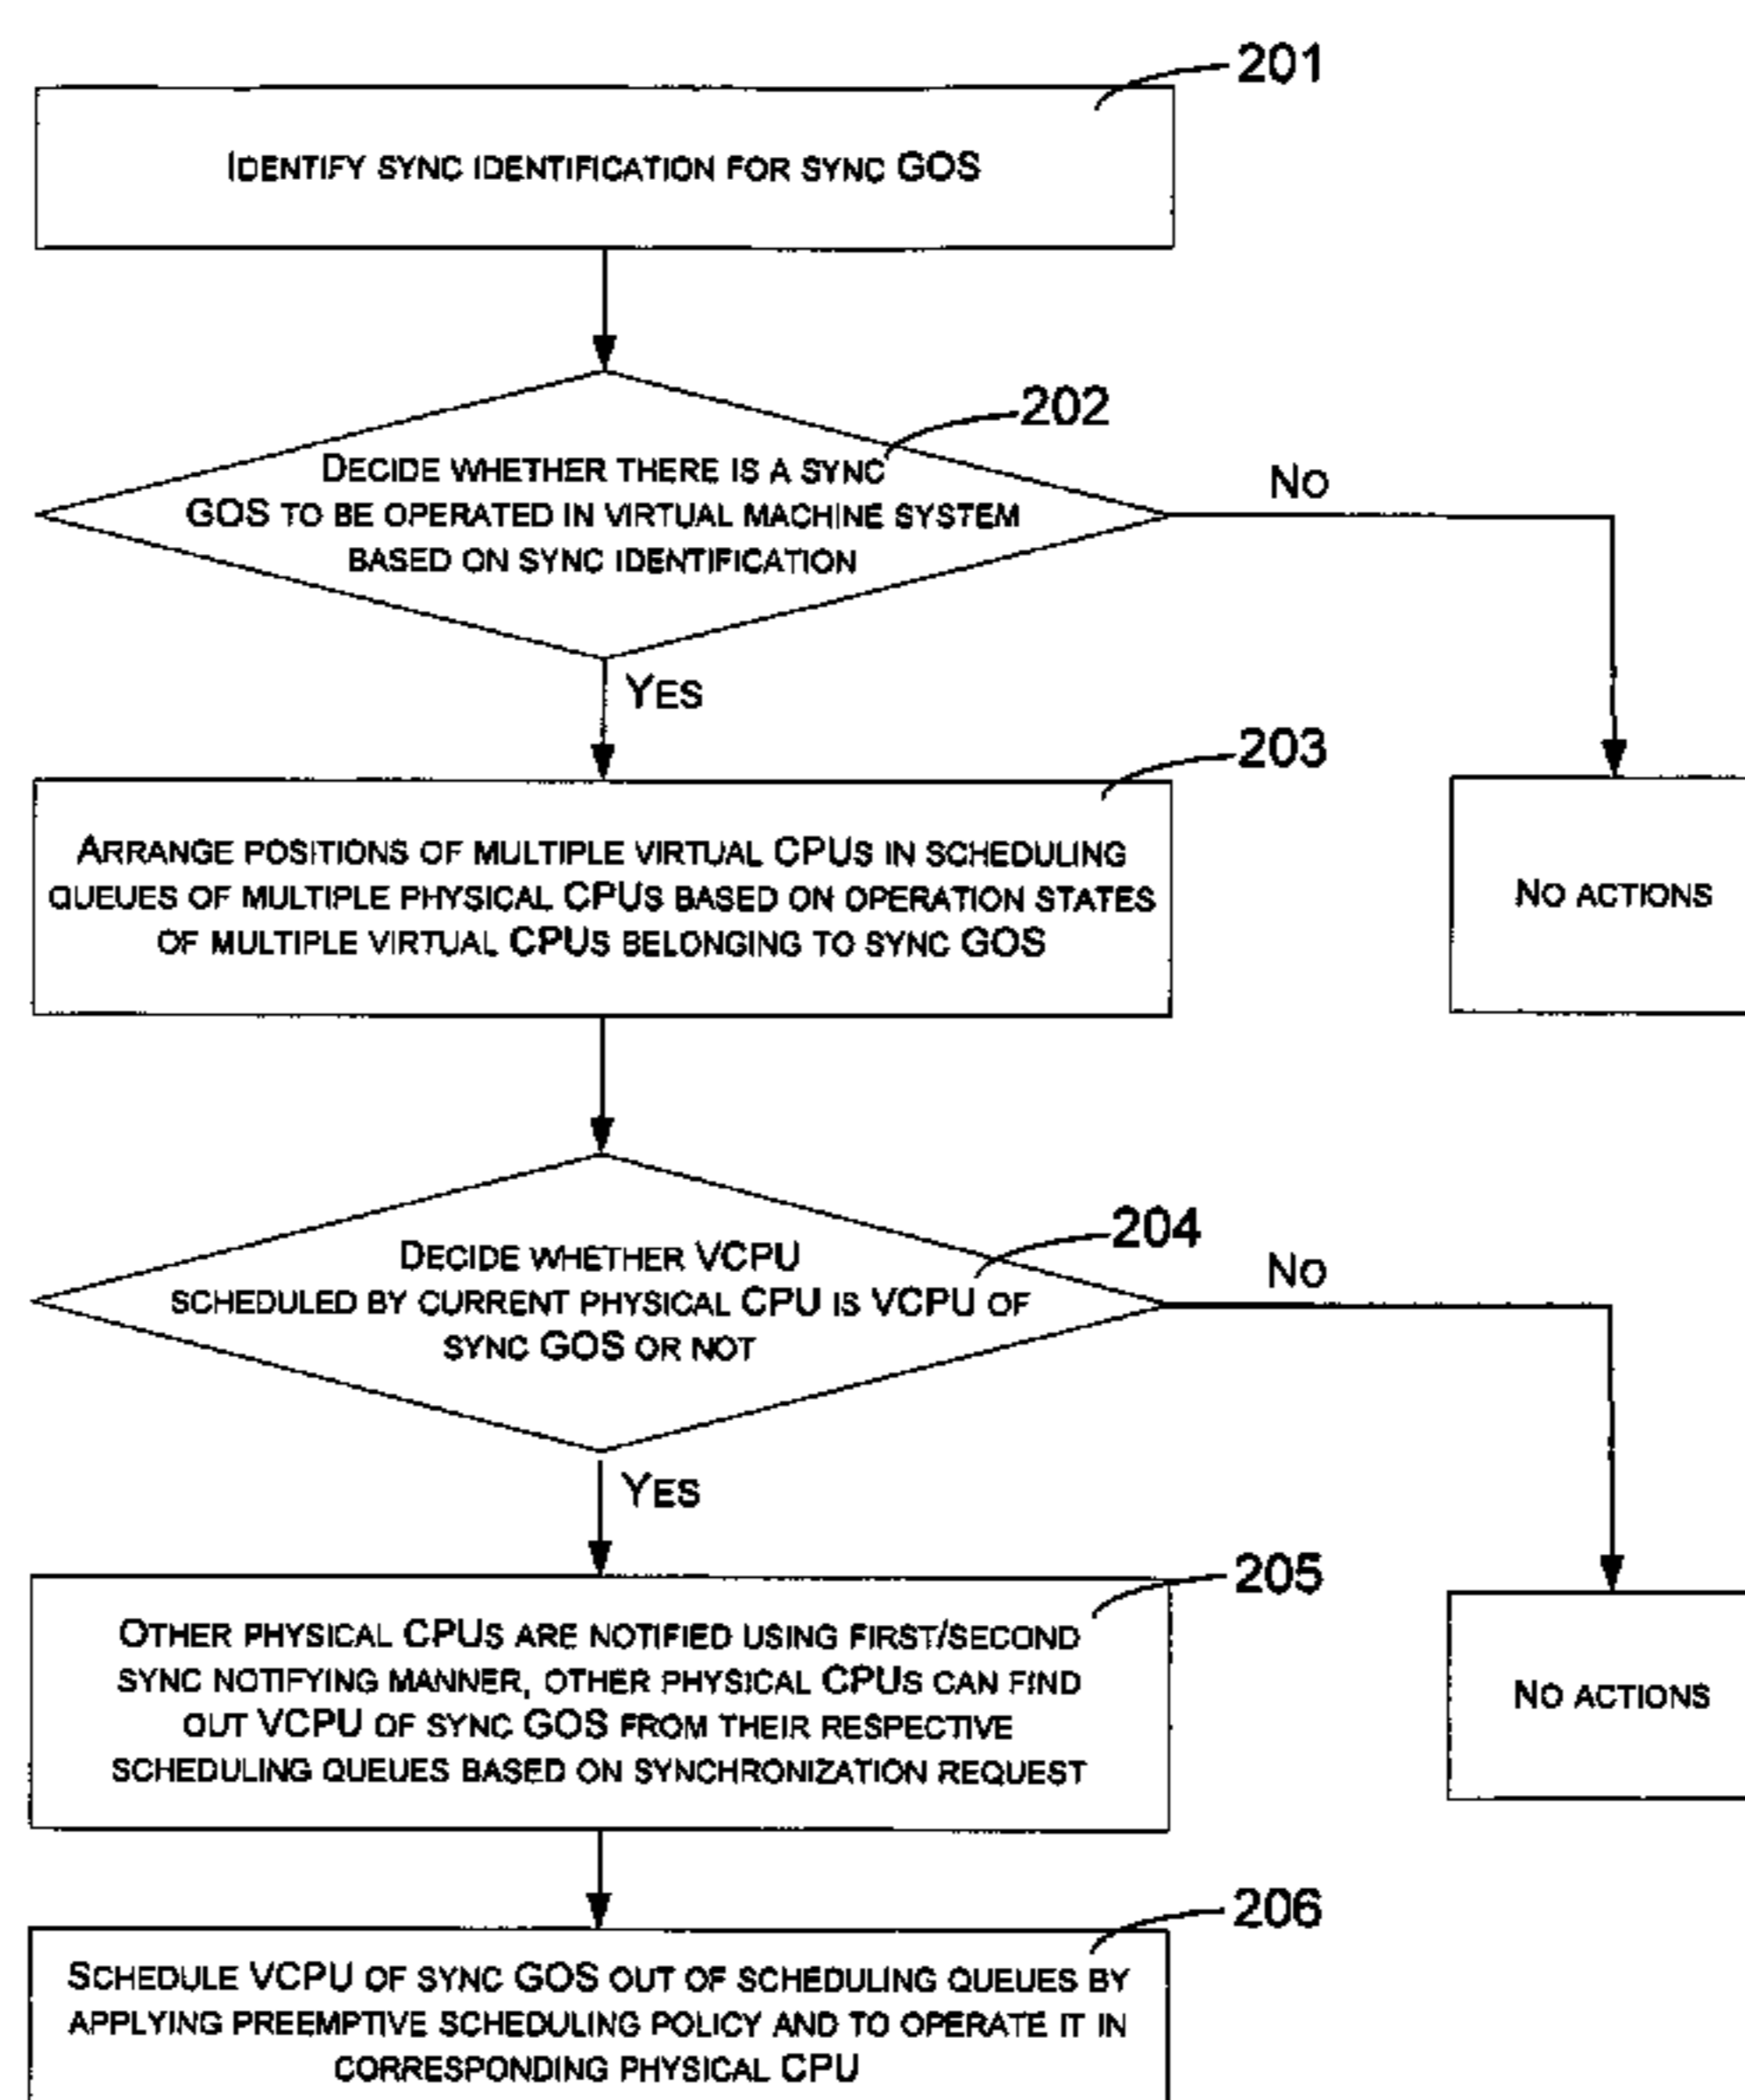 201
IDENTIFY SYNC IDENTIFICATION FOR SYNC GOS
202
DECIDE WHETHER THERE IS A SYNC
GOS TO BE OPERATED IN VIRTUAL MACHINE SYSTEM
BASED ON SYNC IDENTIFICATION
NO
YES
203
ARRANGE POSITIONS OF MULTIPLE VIRTUAL CPUS IN SCHEDULING
QUEUES OF MULTIPLE PHYSICAL CPUS BASED ON OPERATION STATES
OF MULTIPLE VIRTUAL CPUS BELONGING TO SYNC GOS
NO ACTIONS
204
DECIDE WHETHER VCPU
SCHEDULED BY CURRENT PHYSICAL CPU IS VCPU OF
SYNC GOS OR NOT
NO
YES
205
OTHER PHYSICAL CPUS ARE NOTIFIED USING FIRST/SECOND
SYNC NOTIFYING MANNER, OTHER PHYSICAL CPUS CAN FIND
OUT VCPU OF SYNC GOS FROM THEIR RESPECTIVE
SCHEDULING QUEUES BASED ON SYNCHRONIZATION REQUEST
NO ACTIONS
206
SCHEDULE VCPU OF SYNC GOS OUT OF SCHEDULING QUEUES BY
APPLYING PREEMPTIVE SCHEDULING POLICY AND TO OPERATE IT IN
CORRESPONDING PHYSICAL CPU